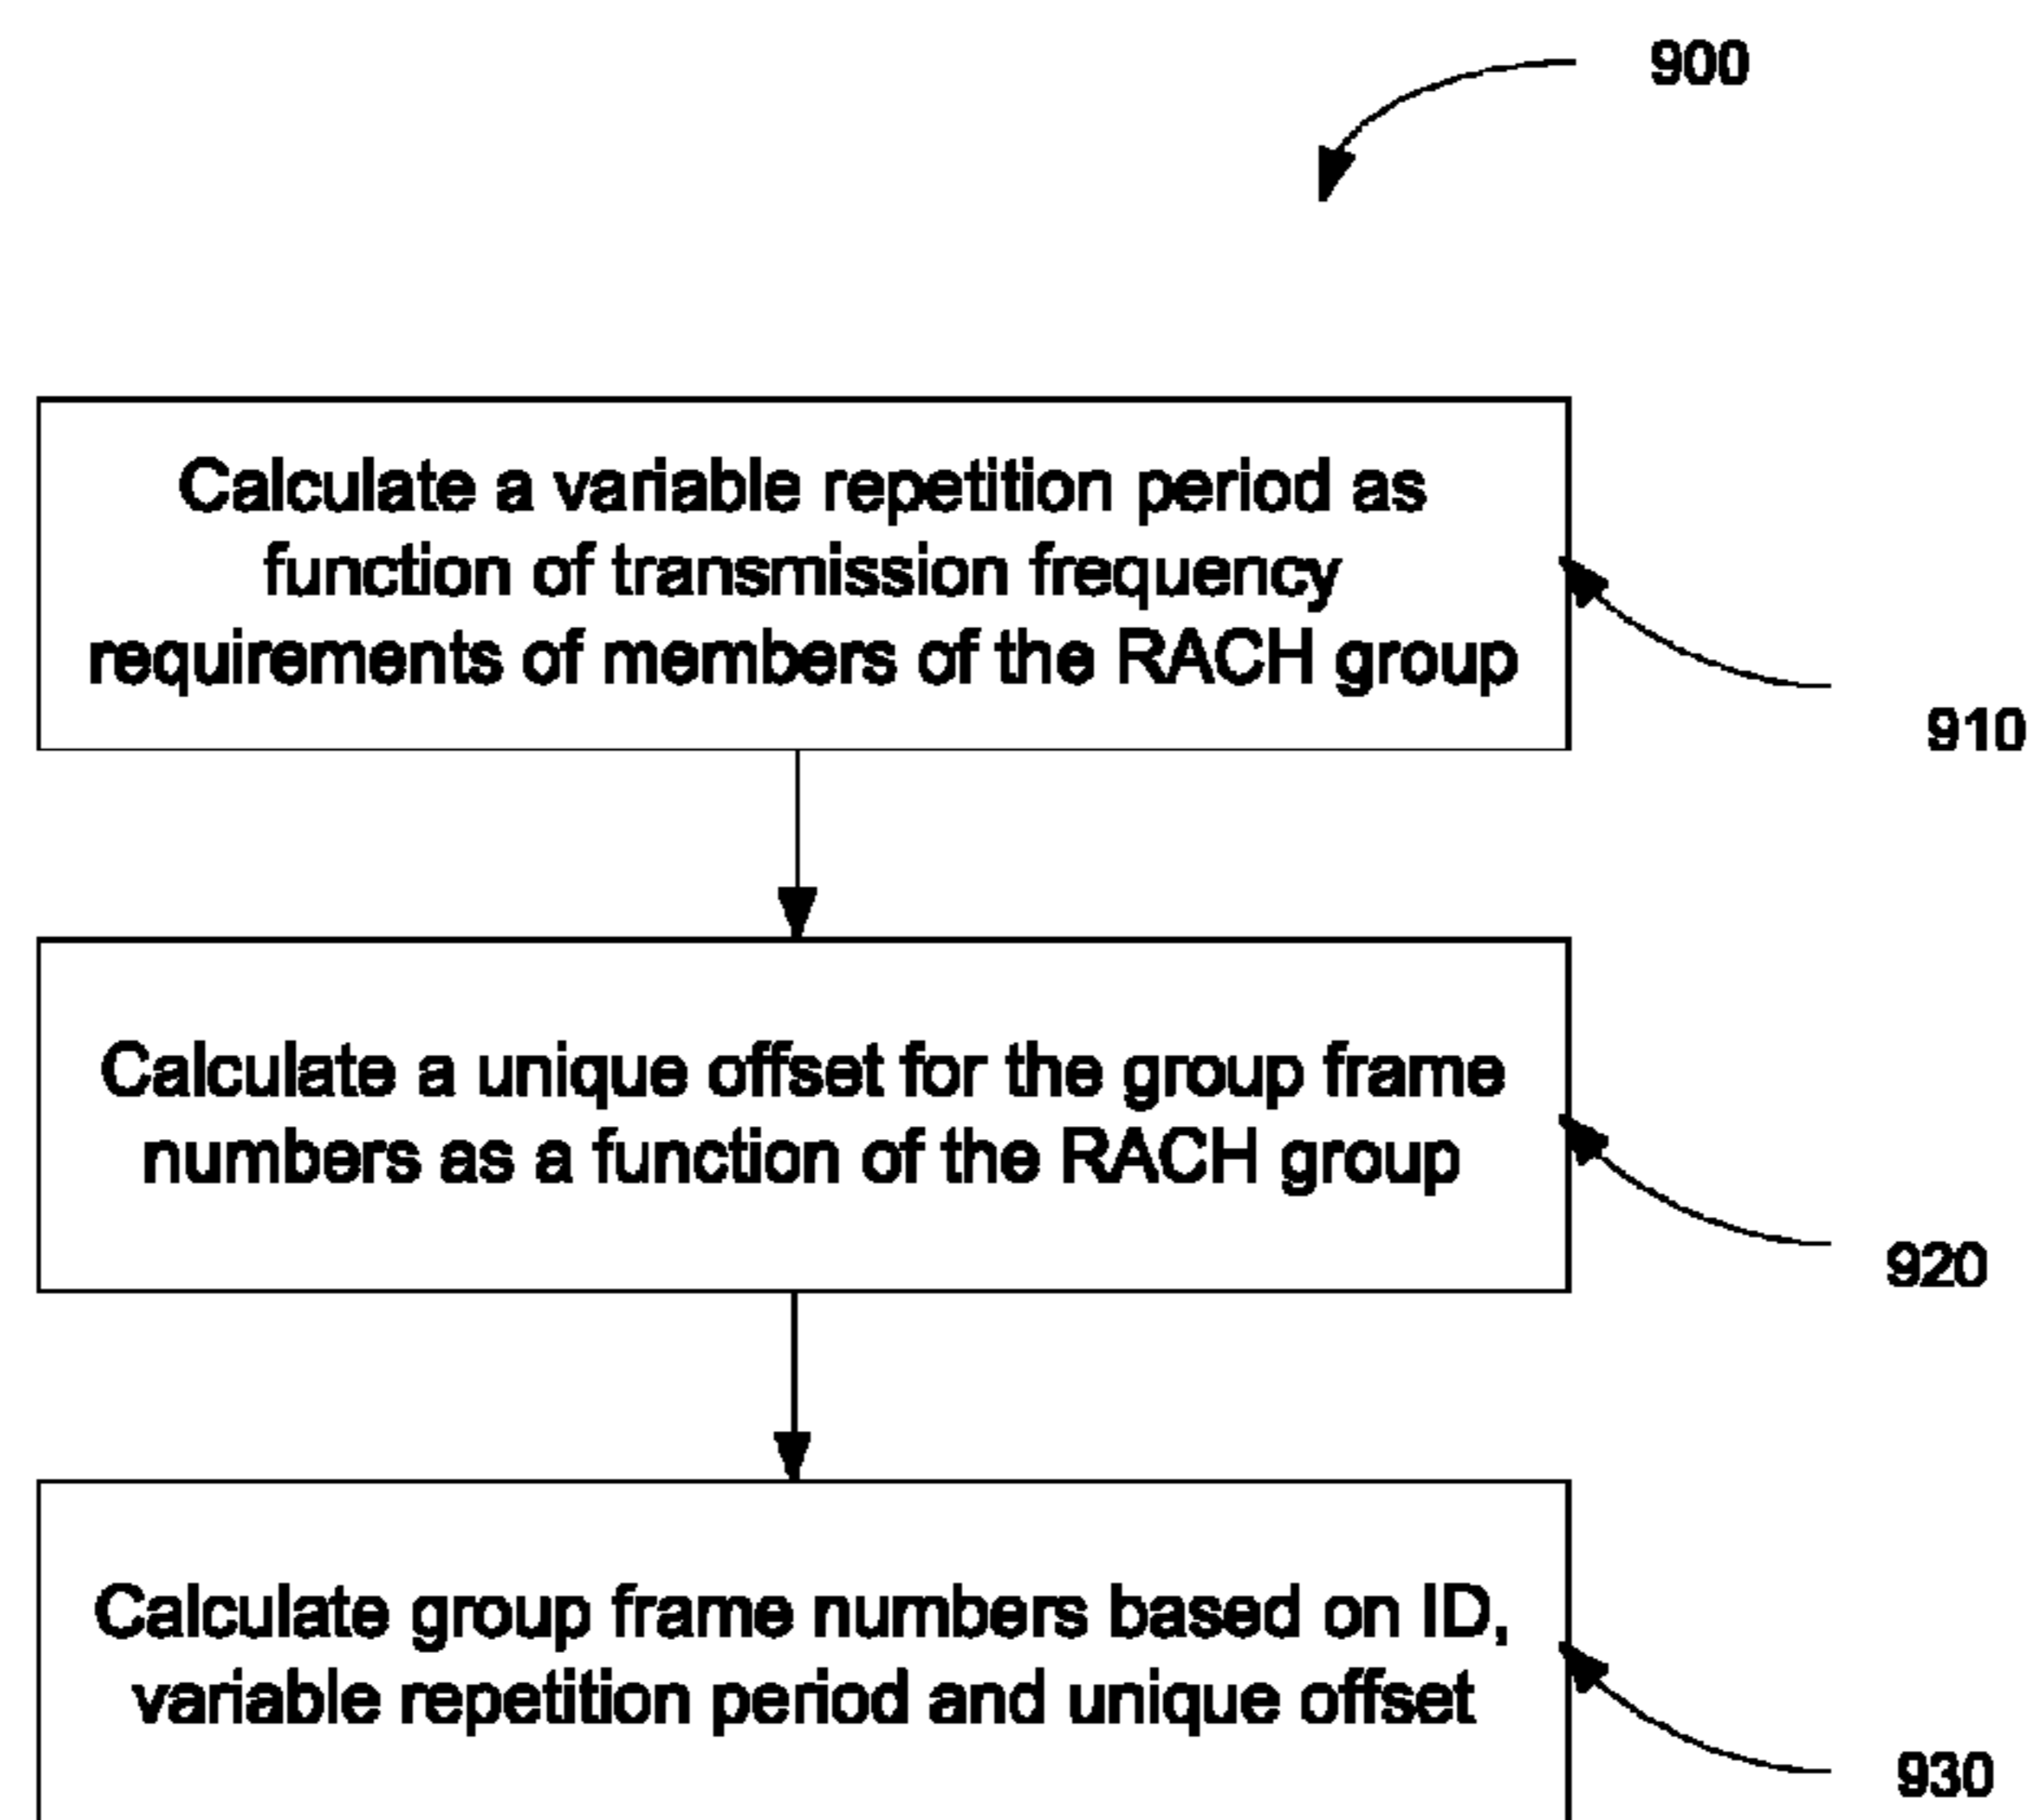 900
Calculate a variable repetition period as
function of transmission frequency
requirements of members of the RACH group
910
Calculate a unique offset for the group frame
numbers as a function of the RACH group
920
Calculate group frame numbers based on ID,
variable repetition period and unique offset
930